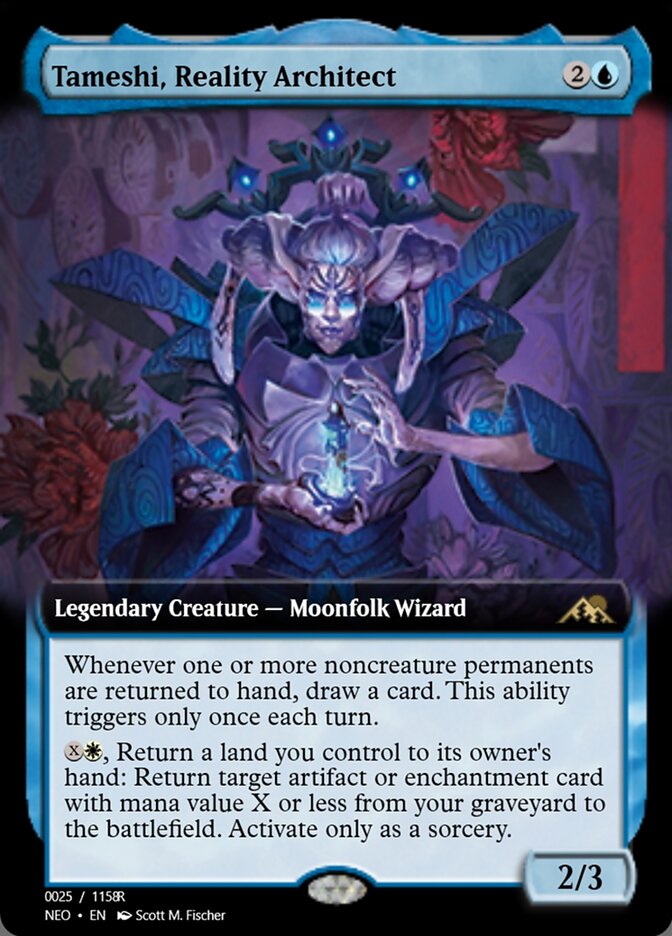 Tameshi, Reality Architect 2
Legendary Creature — Moonfolk Wizard
Whenever one or more noncreature permanents
are returned to hand, draw a card. This ability
triggers only once each turn.
X, Return a land you control to its owner's
hand: Return target artifact or enchantment card
with mana value X or less from your graveyard to
the battlefield. Activate only as a sorcery.
2/3
0025 / 1158R
NEO • EN Scott M. Fischer